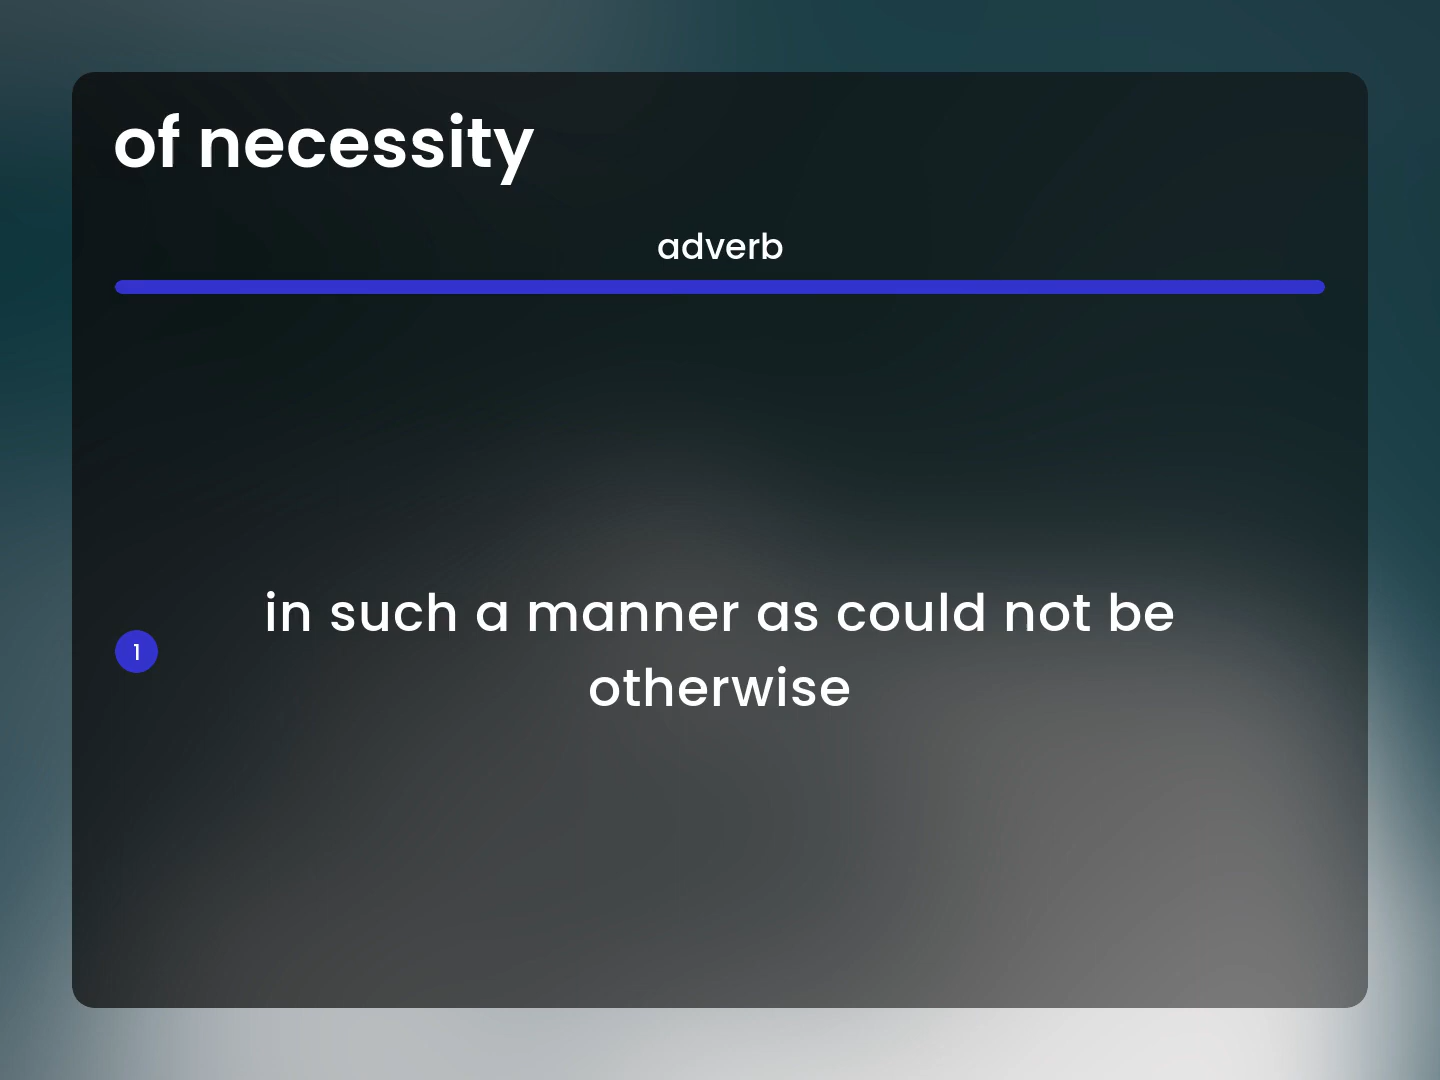 of necessity
adverb
1
in such a manner as could not be
otherwise